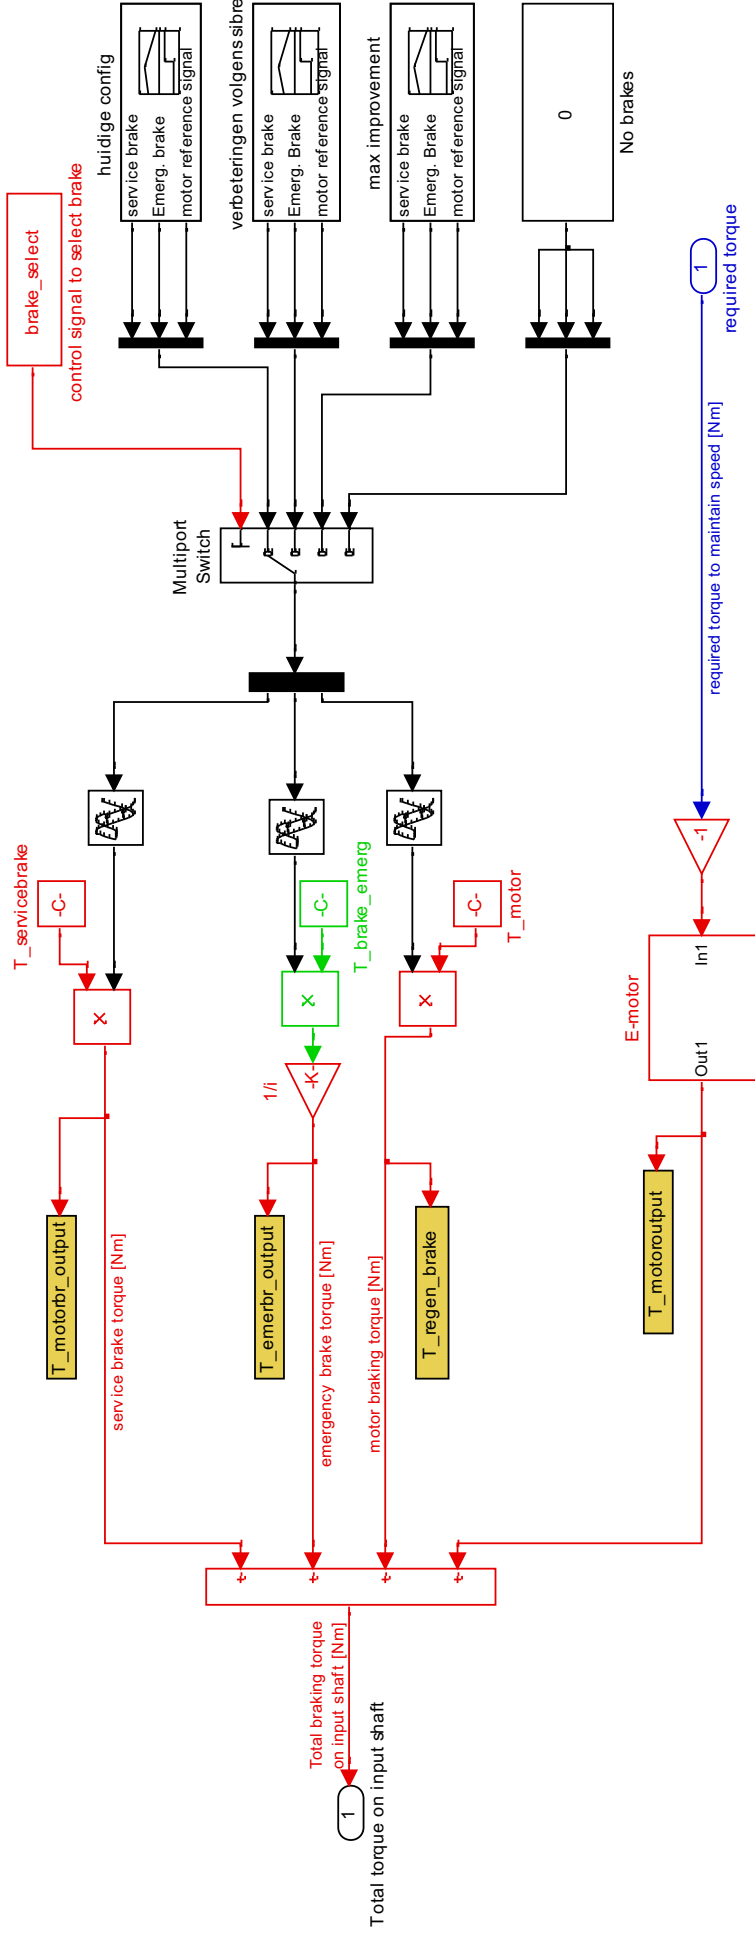 brake_select
control signal to select brake
huidige config
service brake
Emerg. brake
motor reference signal
verbeteringen volgens sibre
service brake
Emerg. Brake
motor reference signal
max improvement
service brake
Emerg. Brake
motor reference signal
0
No brakes
1
required torque
required torque to maintain speed [Nm]
Multiport
Switch
T_servicebrake
-C-
-C-
T_brake_emerg
-C-
T_motor
×
×
×
1/i
-K-
-1
E-motor
In1
Out1
T_motorbr_output
service brake torque [Nm]
T_emerbr_output
emergency brake torque [Nm]
motor braking torque [Nm]
T_regen_brake
T_motoroutput
+
+
+
+
Total braking torque
on input shaft [Nm]
1
Total torque on input shaft